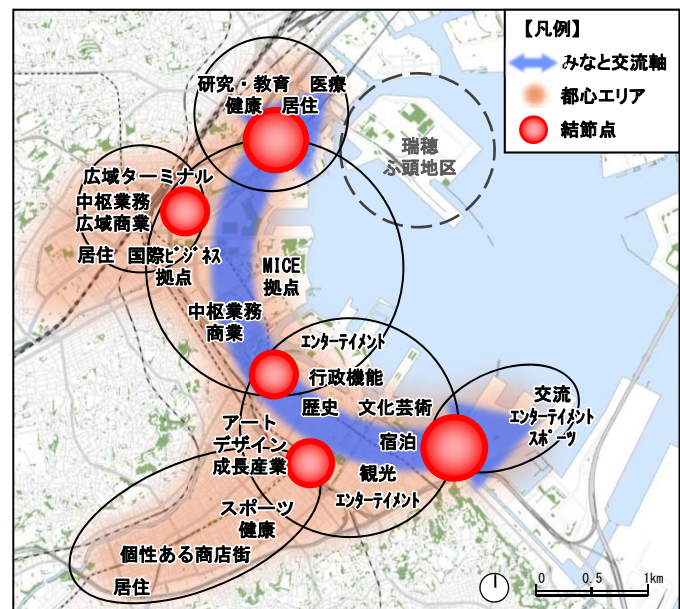 【凡例】
みなと交流軸
都心エリア
結節点
研究・教育 医療
健康 居住
瑞穂
ふ頭地区
広域ターミナル
中枢業務
広域商業
居住 国際ビジネス
拠点
MICE
拠点
中枢業務
商業
エンターテイメント
行政機能
歴史 文化芸術
交流
エンターテイメント
スポーツ
アート
デザイン
成長産業
宿泊
観光
エンターテイメント
スポーツ
健康
個性ある商店街
居住
0 0.5 1km